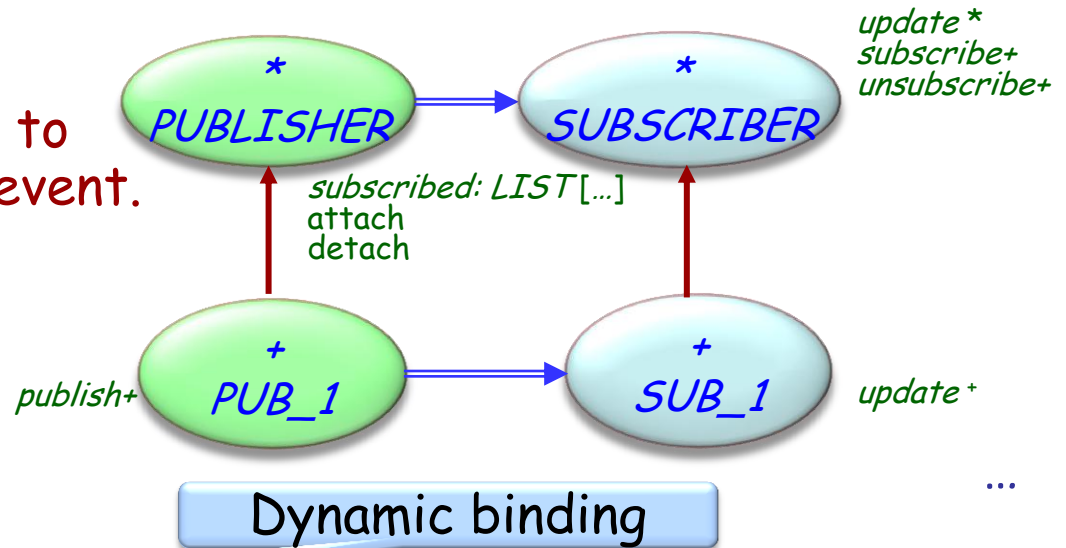 update *
subscribe+
unsubscribe+
*
PUBLISHER
*
SUBSCRIBER
to
event.
subscribed: LIST […]
attach
detach
+
PUB_1
+
SUB_1
publish+
update +
...
Dynamic binding